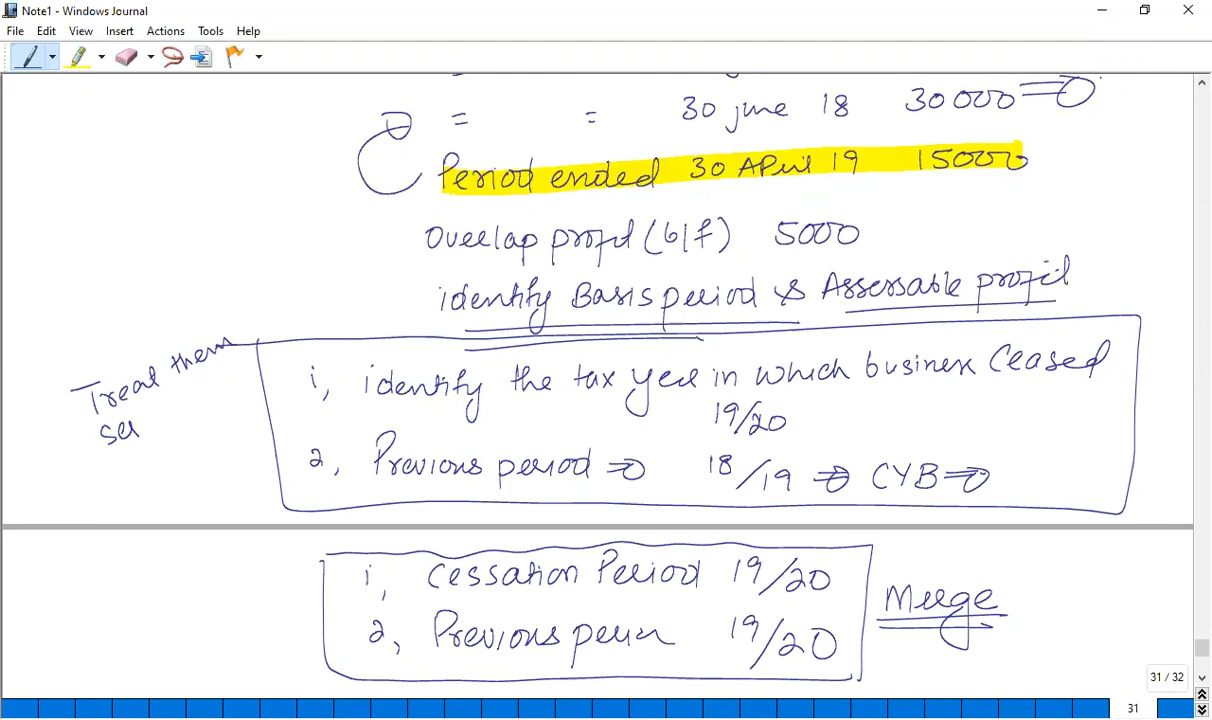 Note1 - Windows Journal
File Edit View Insert Actions Tools Help
= = 30 june 18 30000
Period ended 30 APril 19 15000
Overlap profit (b/f) 5000
identify Basis period & Assessable profit
Treat them
i, identify the tax year in which business Ceased
19/20
2, Previous period ⇒ 18/19 ⇒ CYB ⇒
i, Cessation Period 19/20
Merge
2, Previous 19/20
31 / 32
31